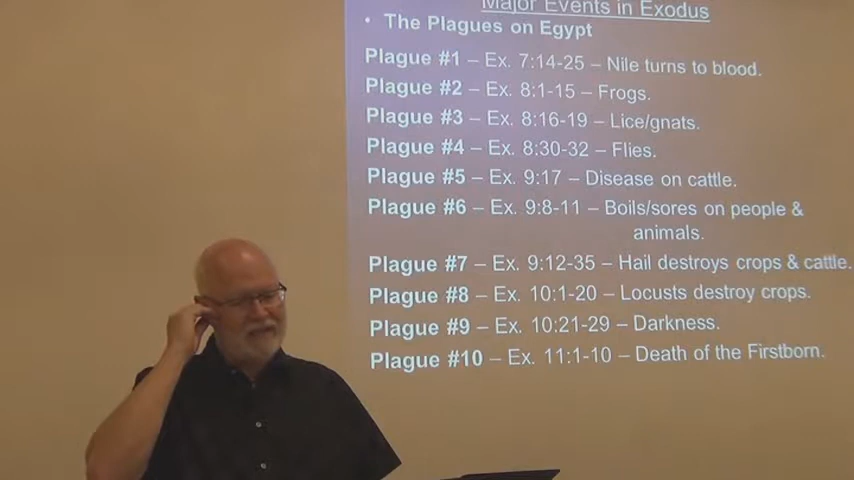 Major Events in Exodus
• The Plagues on Egypt
Plague #1 – Ex. 7:14-25 – Nile turns to blood.
Plague #2 – Ex. 8:1-15 – Frogs.
Plague #3 – Ex. 8:16-19 – Lice/gnats.
Plague #4 – Ex. 8:30-32 – Flies.
Plague #5 – Ex. 9:17 – Disease on cattle.
Plague #6 – Ex. 9:8-11 – Boils/sores on people &
animals.
Plague #7 – Ex. 9:12-35 – Hail destroys crops & cattle.
Plague #8 – Ex. 10:1-20 – Locusts destroy crops.
Plague #9 – Ex. 10:21-29 – Darkness.
Plague #10 – Ex. 11:1-10 – Death of the Firstborn.